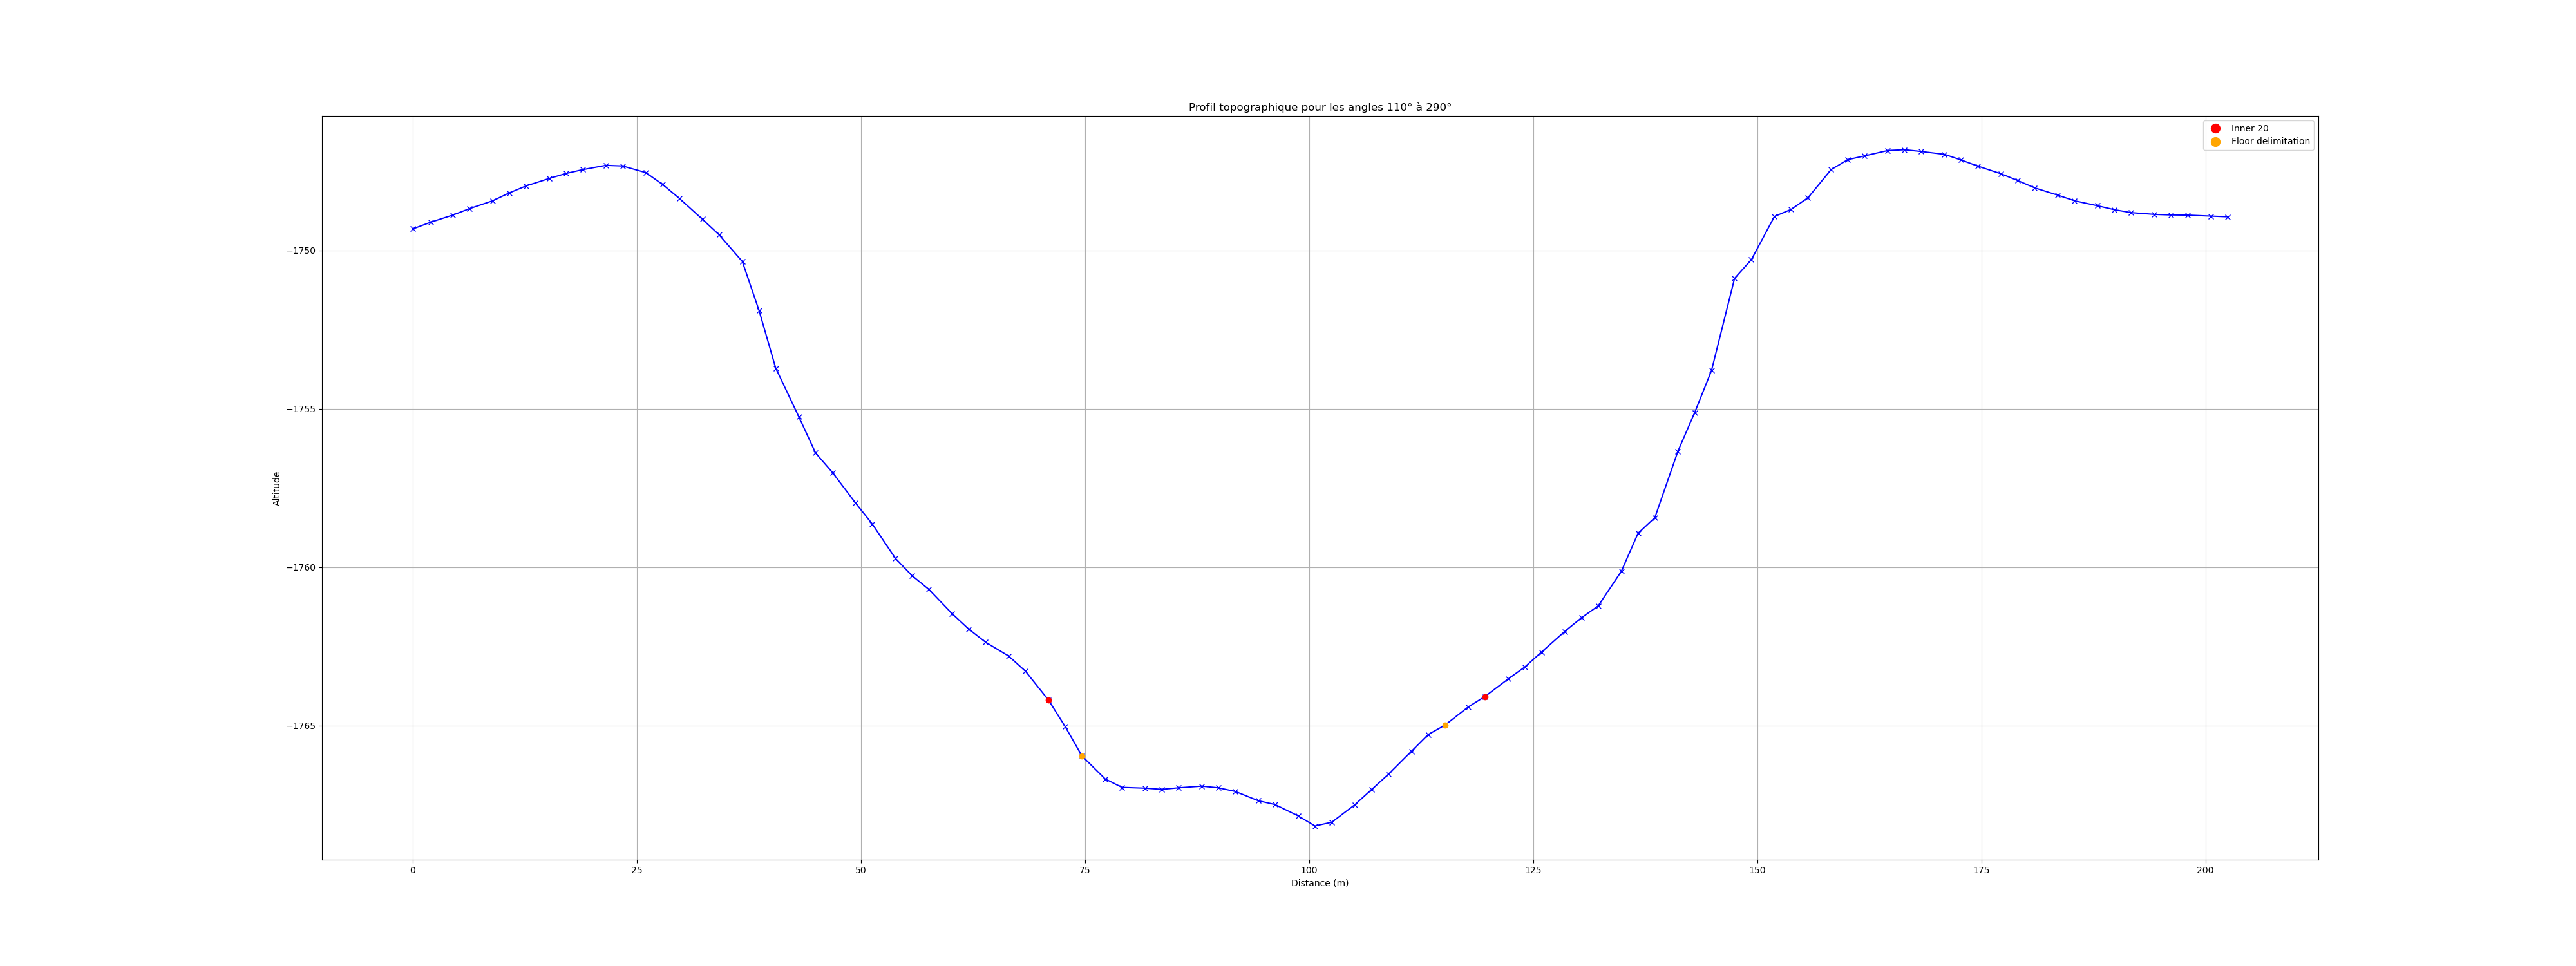 Profil topographique pour les angles 110° à 290°
Inner 20
Floor delimitation
−1750
−1755
−1760
−1765
Altitude
0
25
50
75
100
125
150
175
200
Distance (m)